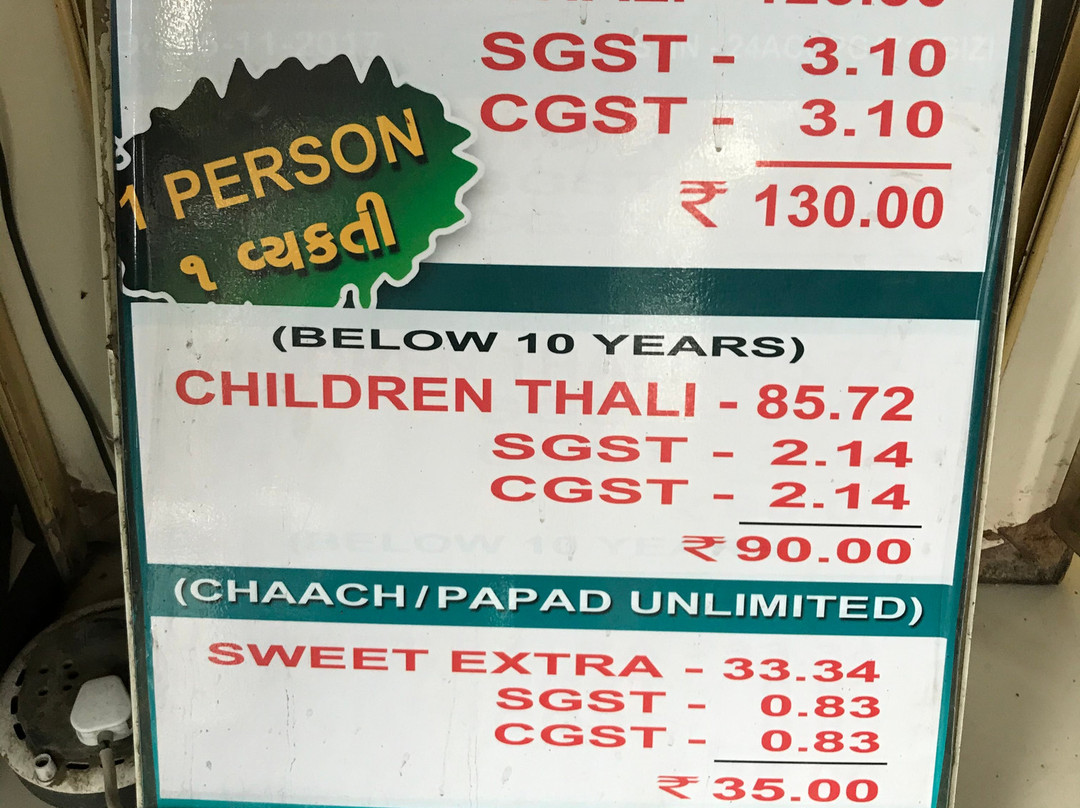 SGST - 3.10
CGST - 3.10
₹ 130.00
1 PERSON
૧ વ્યકતી
(BELOW 10 YEARS)
CHILDREN THALI - 85.72
SGST - 2.14
CGST - 2.14
₹ 90.00
(CHAACH/PAPAD UNLIMITED)
SWEET EXTRA - 33.34
SGST - 0.83
CGST - 0.83
₹ 35.00